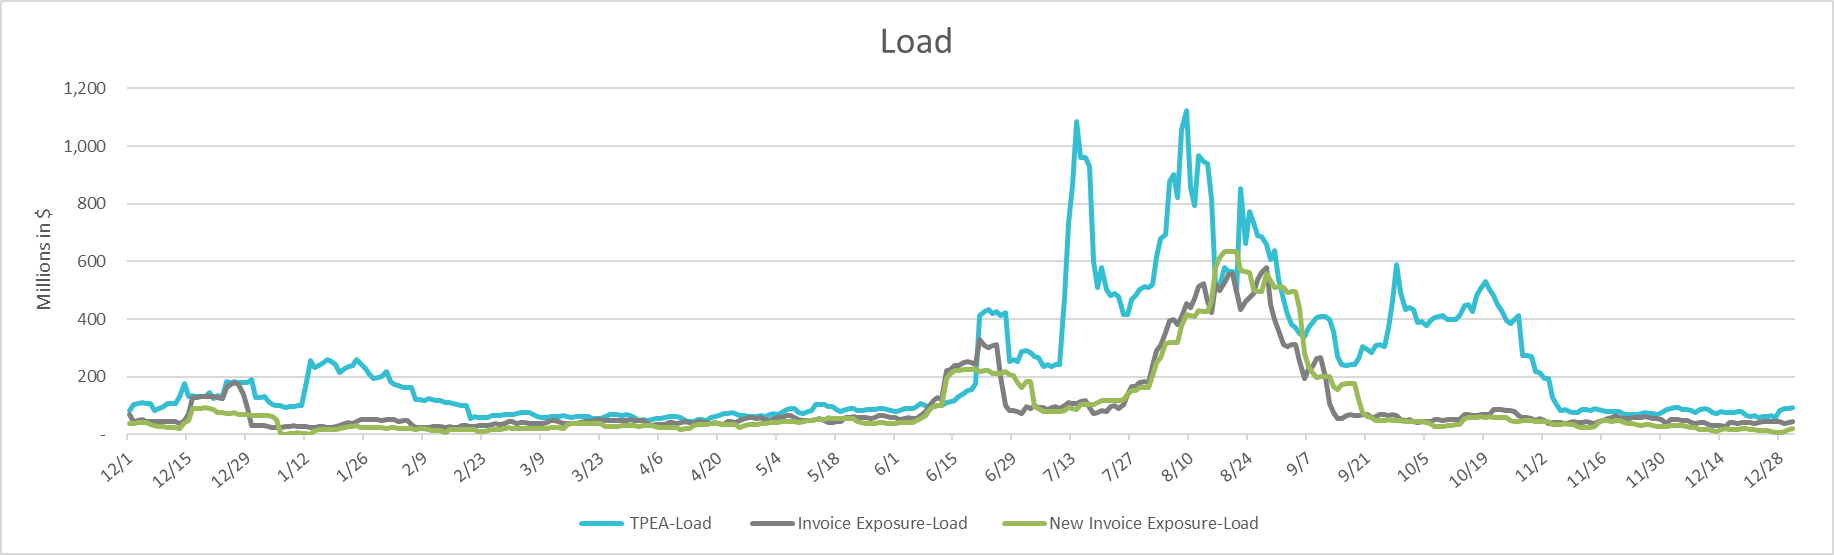 Load
Millions in $
1,200
1,000
800
600
400
200
-
12/1 12/15 12/29 1/12 1/26 2/9 2/23 3/9 3/23 4/6 4/20 5/4 5/18 6/1 6/15 6/29 7/13 7/27 8/10 8/24 9/7 9/21 10/5 10/19 11/2 11/16 11/30 12/14 12/28
TPEA-Load Invoice Exposure-Load New Invoice Exposure-Load